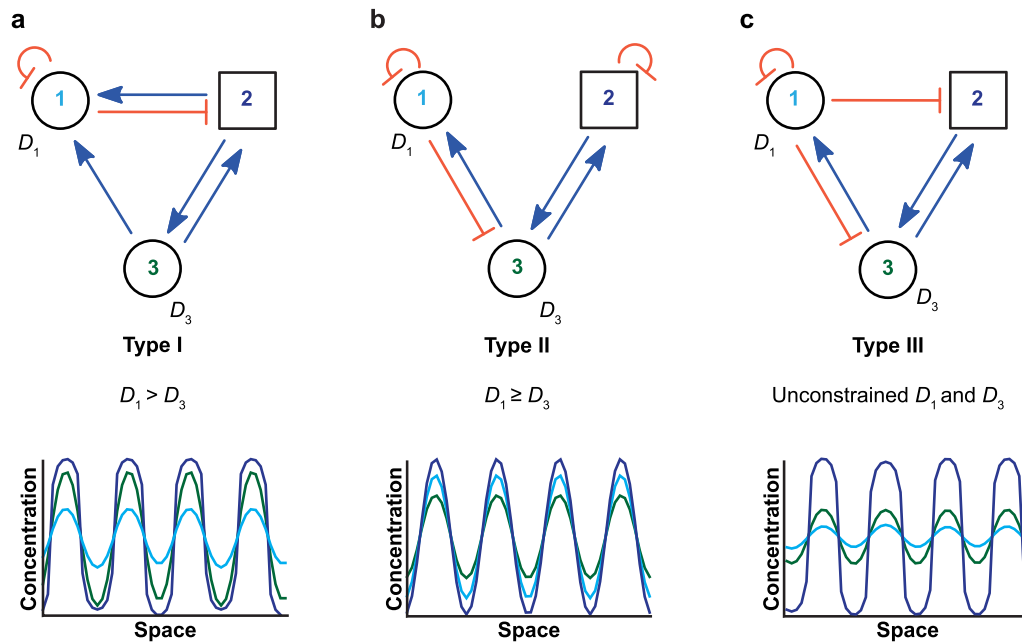 a
1
2
D1
3
D3
Type I
D1 > D3
Concentration
Space
b
1
2
D1
3
D3
Type II
D1 ≥ D3
Concentration
Space
c
1
2
D1
3
D3
Type III
Unconstrained D1 and D3
Concentration
Space